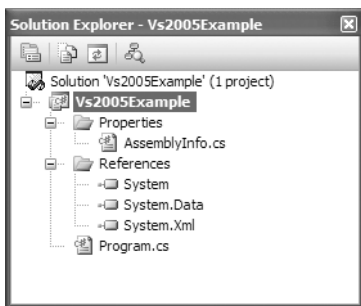 Solution Explorer - Vs2005Example
Solution 'Vs2005Example' (1 project)
Vs2005Example
Properties
AssemblyInfo.cs
References
System
System.Data
System.Xml
Program.cs